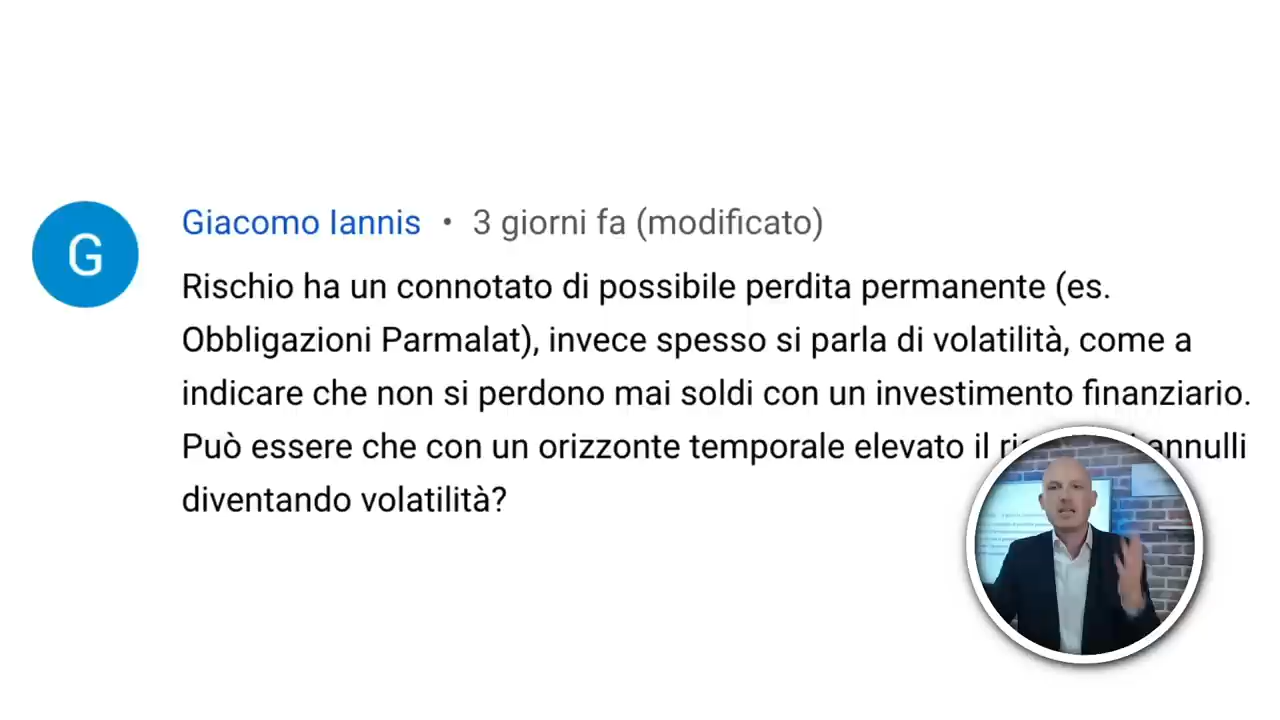 G
Giacomo Iannis • 3 giorni fa (modificato)
Rischio ha un connotato di possibile perdita permanente (es.
Obbligazioni Parmalat), invece spesso si parla di volatilità, come a
indicare che non si perdono mai soldi con un investimento finanziario.
Può essere che con un orizzonte temporale elevato il annulli
diventando volatilità?